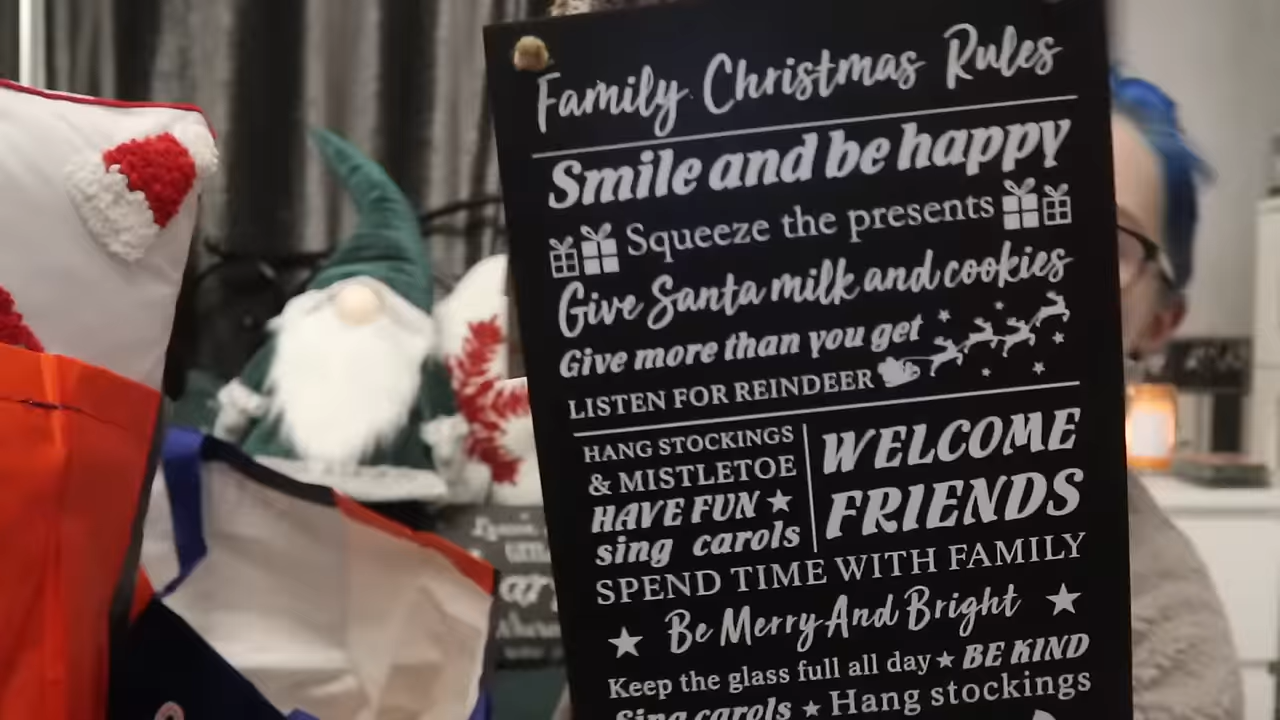 Family Christmas Rules
Smile and be happy
Squeeze the presents
Give Santa milk and cookies
Give more than you get
LISTEN FOR REINDEER
HANG STOCKINGS
& MISTLETOE
HAVE FUN
sing carols
WELCOME
FRIENDS
SPEND TIME WITH FAMILY
Be Merry And Bright
Keep the glass full all day BE KIND
Sing carols Hang stockings